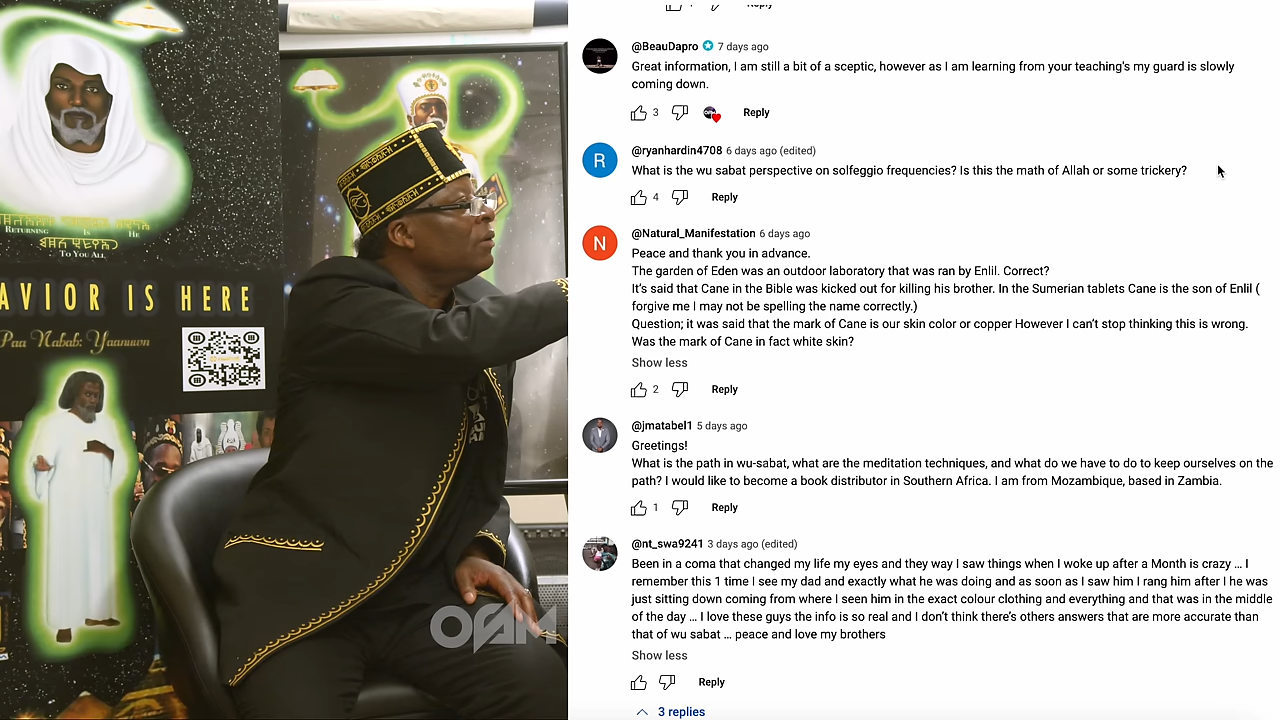 RETURNING IS HE
TO YOU ALL
AVIOR IS HERE
Paa Nabab: Yaanuwn
Reply
@BeauDapro 7 days ago
Great information, I am still a bit of a sceptic, however as I am learning from your teaching's my guard is slowly
coming down.
3 Reply
R
@ryanhardin4708 6 days ago (edited)
What is the wu sabat perspective on solfeggio frequencies? Is this the math of Allah or some trickery?
4 Reply
N
@Natural_Manifestation 6 days ago
Peace and thank you in advance.
The garden of Eden was an outdoor laboratory that was ran by Enlil. Correct?
It's said that Cane in the Bible was kicked out for killing his brother. In the Sumerian tablets Cane is the son of Enlil (
forgive me I may not be spelling the name correctly.)
Question; it was said that the mark of Cane is our skin color or copper However I can't stop thinking this is wrong.
Was the mark of Cane in fact white skin?
Show less
2 Reply
@jmatabel1 5 days ago
Greetings!
What is the path in wu-sabat, what are the meditation techniques, and what do we have to do to keep ourselves on the
path? I would like to become a book distributor in Southern Africa. I am from Mozambique, based in Zambia.
1 Reply
@nt_swa9241 3 days ago (edited)
Been in a coma that changed my life my eyes and they way I saw things when I woke up after a Month is crazy … I
remember this 1 time I see my dad and exactly what he was doing and as soon as I saw him I rang him after I he was
just sitting down coming from where I seen him in the exact colour clothing and everything and that was in the middle
of the day … I love these guys the info is so real and I don't think there's others answers that are more accurate than
that of wu sabat … peace and love my brothers
Show less
Reply
3 replies